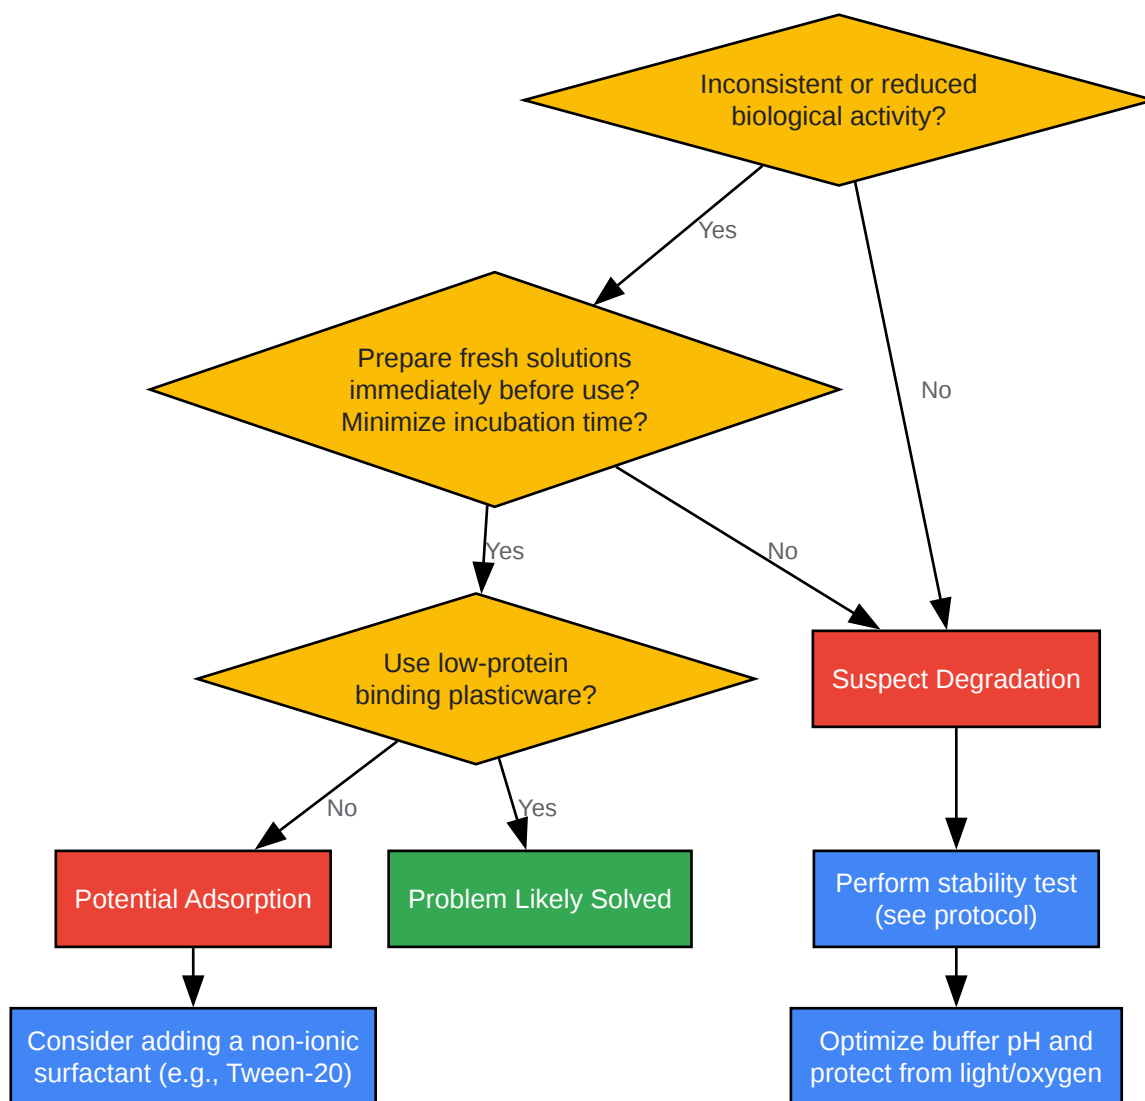 Inconsistent or reduced
biological activity?
Yes
No
Prepare fresh solutions
immediately before use?
Minimize incubation time?
Yes
No
Use low-protein
binding plasticware?
Suspect Degradation
No
Yes
Potential Adsorption
Problem Likely Solved
Perform stability test
(see protocol)
Consider adding a non-ionic
surfactant (e.g., Tween-20)
Optimize buffer pH and
protect from light/oxygen